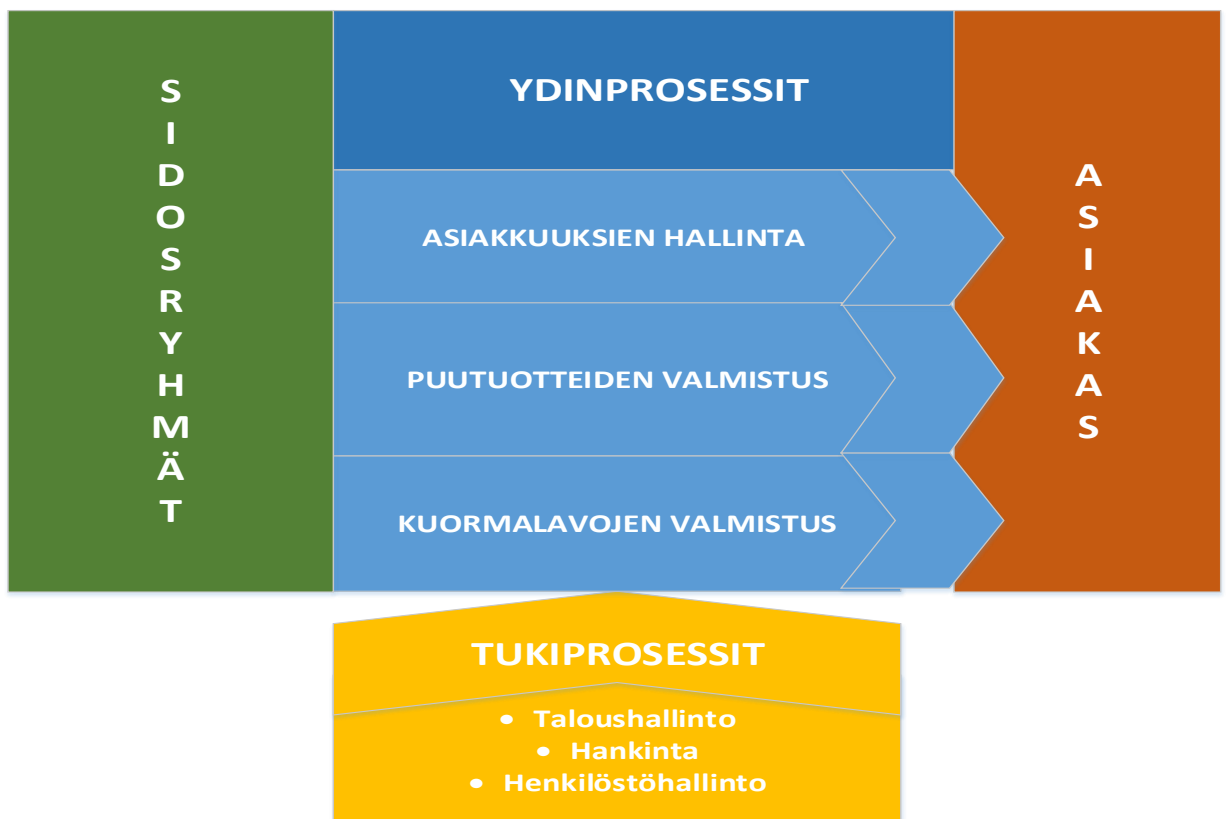 SIDOSRYHMÄT
YDINPROSESSIT
ASIAKKUUKSIEN HALLINTA
PUUTUOTTEIDEN VALMISTUS
KUORMALAVOJEN VALMISTUS
ASIAKAS
TUKIPROSESSIT
• Taloushallinto
• Hankinta
• Henkilöstöhallinto